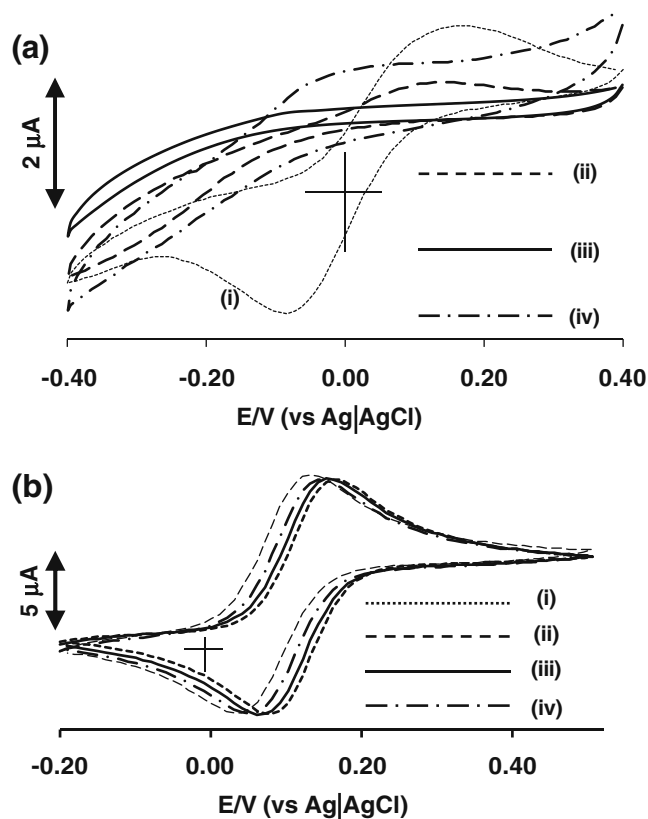 (a)
2 µA
(ii)
(iii)
(i)
(iv)
-0.40 -0.20 0.00 0.20 0.40
E/V (vs Ag|AgCl)
(b)
5 µA
(i)
(ii)
(iii)
(iv)
-0.20 0.00 0.20 0.40
E/V (vs Ag|AgCl)